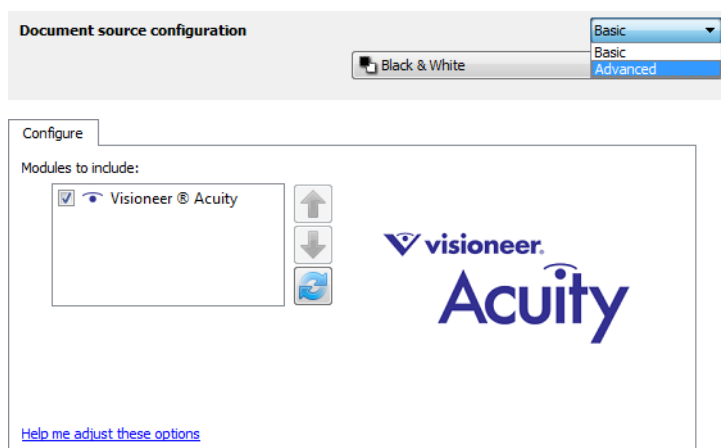 Document source configuration
Basic
Basic
Advanced
Black & White
Configure
Modules to include:
Visioneer ® Acuity
visioneer.
Acuity
Help me adjust these options